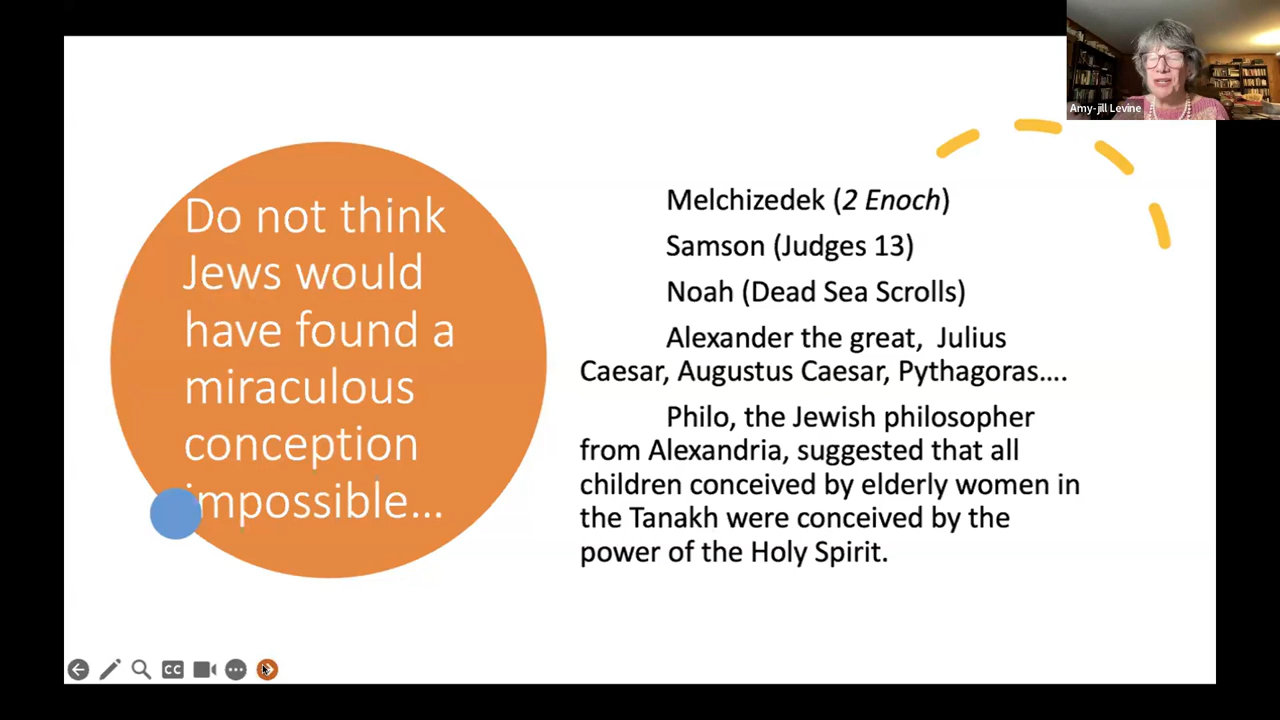 Amy-jill Levine
Do not think
Jews would
have found a
miraculous
conception
impossible...
Melchizedek (2 Enoch)
Samson (Judges 13)
Noah (Dead Sea Scrolls)
Alexander the great,  Julius
Caesar, Augustus Caesar, Pythagoras....
Philo, the Jewish philosopher
from Alexandria, suggested that all
children conceived by elderly women in
the Tanakh were conceived by the
power of the Holy Spirit.
CC